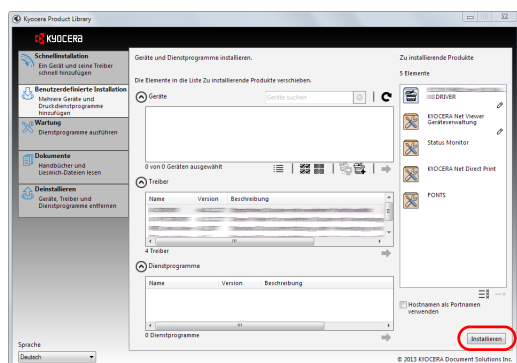 Kyocera Product Library
KYOCERA
Schnellinstallation
Ein Gerät und seine Treiber
schnell hinzufügen
Benutzerdefinierte Installation
Mehrere Geräte und
Druckdienstprogramme
hinzufügen
Wartung
Dienstprogramme ausführen
Dokumente
Handbücher und
Liesmich-Dateien lesen
Deinstallieren
Geräte, Treiber und
Dienstprogramme entfernen
Sprache
Deutsch
Geräte und Dienstprogramme installieren.
Die Elemente in die Liste Zu installierende Produkte verschieben.
Geräte
Geräte suchen
0 von 0 Geräten ausgewählt
Treiber
Name Version Beschreibung
4 Treiber
Dienstprogramme
Name Version Beschreibung
0 Dienstprogramme
Zu installierende Produkte
5 Elemente
DRIVER
KYOCERA Net Viewer
Geräteverwaltung
Status Monitor
KYOCERA Net Direct Print
FONTS
Hostnamen als Portnamen
verwenden
Installieren
© 2013 KYOCERA Document Solutions Inc.